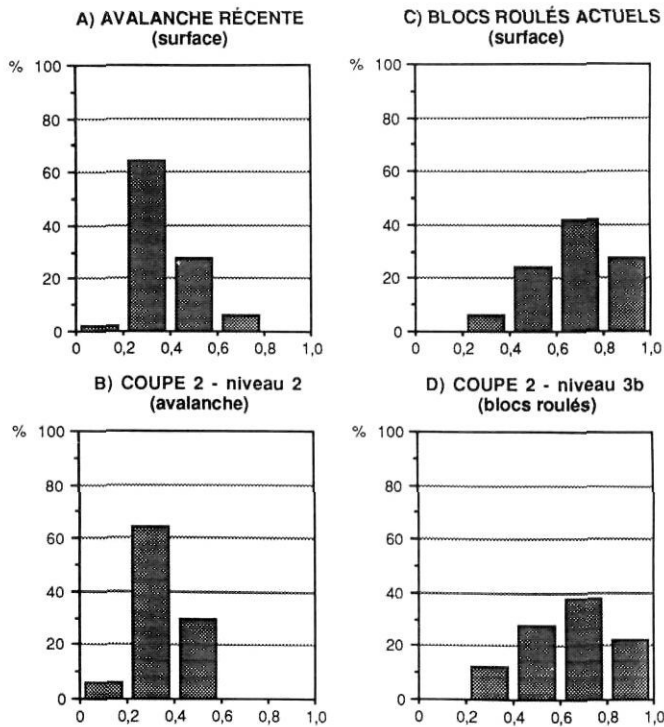 A) AVALANCHE RÉCENTE
(surface)
%
100
80
60
40
20
0
0 0,2 0,4 0,6 0,8 1,0
C) BLOCS ROULÉS ACTUELS
(surface)
%
100
80
60
40
20
0
0 0,2 0,4 0,6 0,8 1,0
B) COUPE 2 - niveau 2
(avalanche)
%
100
80
60
40
20
0
0 0,2 0,4 0,6 0,8 1,0
D) COUPE 2 - niveau 3b
(blocs roulés)
%
100
80
60
40
20
0
0 0,2 0,4 0,6 0,8 1,0